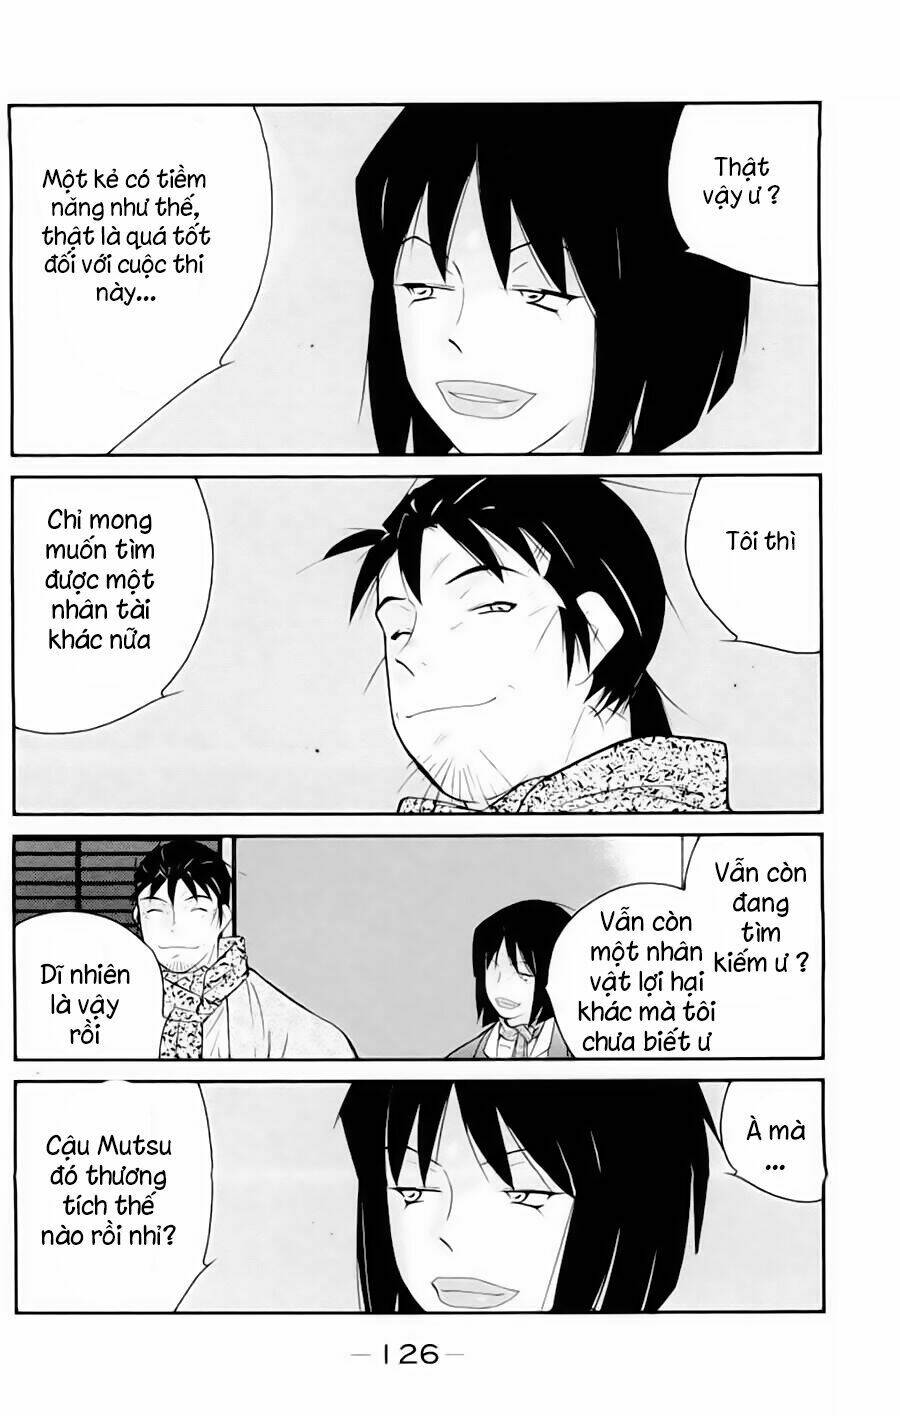 Thật
vậy ư ?
Một kẻ có tiềm
năng như thế,
thật là quá tốt
đối với cuộc thi
này...
Tôi thì
Chỉ mong
muốn tìm
được một
nhân tài
khác nữa
Vẫn còn
đang
tìm
kiếm ư ?
Vẫn còn
một nhân
vật lợi hại
khác mà tôi
chưa biết ư
Dĩ nhiên
là vậy
rồi
À mà
...
Cậu Mutsu
đó thương
tích thế
nào rồi nhỉ?
— 126 —